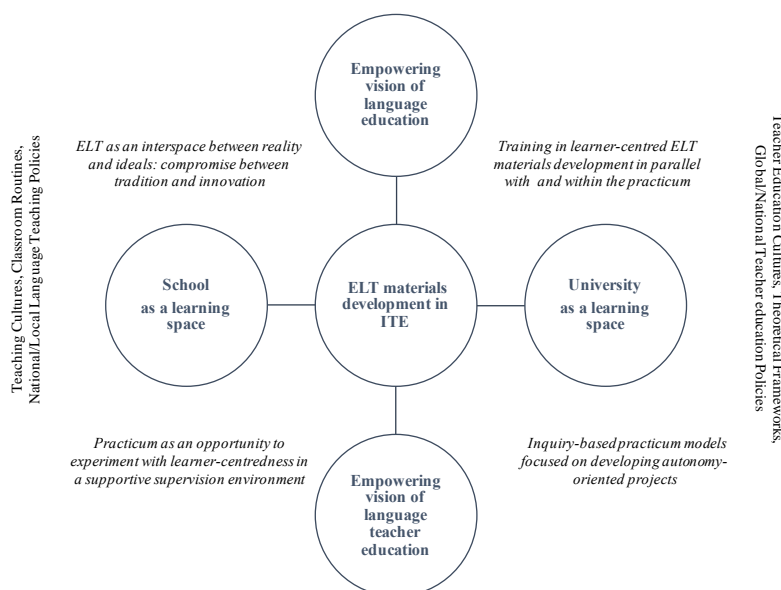 Empowering
vision of
language
education
ELT as an interspace between reality
and ideals: compromise between
tradition and innovation
Training in learner-centred ELT
materials development in parallel
with and within the practicum
Teaching Cultures, Classroom Routines,
National/Local Language Teaching Policies
School
as a learning
space
ELT materials
development in
ITE
University
as a learning
space
Teacher Education Cultures, Theoretical Frameworks,
Global/National Teacher education
Policies
Practicum as an opportunity to
experiment with learner-centredness in
a supportive supervision environment
Inquiry-based practicum models
focused on developing autonomy-
oriented projects
Empowering
vision of
language
teacher
education